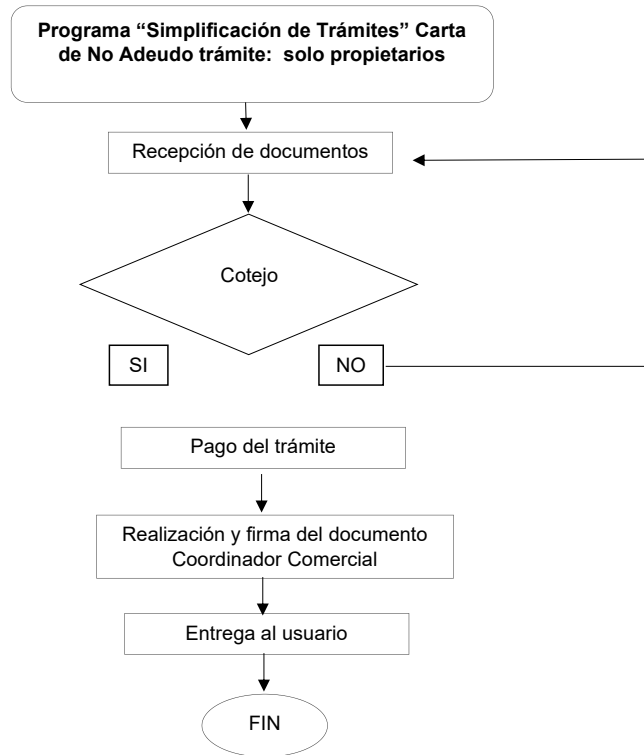 Programa “Simplificación de Trámites” Carta
de No Adeudo trámite:  solo propietarios
Recepción de documentos
Cotejo
SI
NO
Pago del trámite
Realización y firma del documento
Coordinador Comercial
Entrega al usuario
FIN